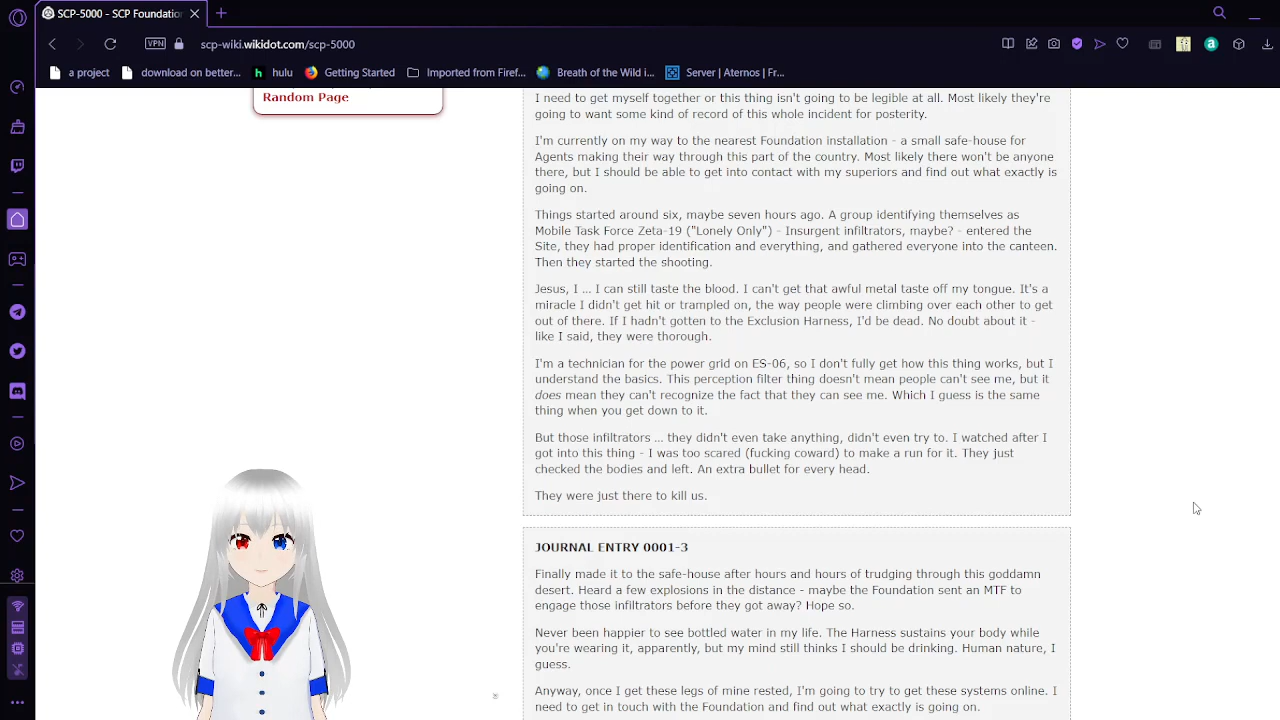 SCP-5000 - SCP Foundation
VPN
scp-wiki.wikidot.com/scp-5000
a project
download on better...
hulu
Getting Started
Imported from Firef...
Breath of the Wild i...
Server | Aternos | Fr...
Random Page
I need to get myself together or this thing isn't going to be legible at all. Most likely they're
going to want some kind of record of this whole incident for posterity.
I'm currently on my way to the nearest Foundation installation - a small safe-house for
Agents making their way through this part of the country. Most likely there won't be anyone
there, but I should be able to get into contact with my superiors and find out what exactly is
going on.
Things started around six, maybe seven hours ago. A group identifying themselves as
Mobile Task Force Zeta-19 ("Lonely Only") - Insurgent infiltrators, maybe? - entered the
Site, they had proper identification and everything, and gathered everyone into the canteen.
Then they started the shooting.
Jesus, I ... I can still taste the blood. I can't get that awful metal taste off my tongue. It's a
miracle I didn't get hit or trampled on, the way people were climbing over each other to get
out of there. If I hadn't gotten to the Exclusion Harness, I'd be dead. No doubt about it -
like I said, they were thorough.
I'm a technician for the power grid on ES-06, so I don't fully get how this thing works, but I
understand the basics. This perception filter thing doesn't mean people can't see me, but it
does mean they can't recognize the fact that they can see me. Which I guess is the same
thing when you get down to it.
But those infiltrators ... they didn't even take anything, didn't even try to. I watched after I
got into this thing - I was too scared (fucking coward) to make a run for it. They just
checked the bodies and left. An extra bullet for every head.
They were just there to kill us.
JOURNAL ENTRY 0001-3
Finally made it to the safe-house after hours and hours of trudging through this goddamn
desert. Heard a few explosions in the distance - maybe the Foundation sent an MTF to
engage those infiltrators before they got away? Hope so.
Never been happier to see bottled water in my life. The Harness sustains your body while
you're wearing it, apparently, but my mind still thinks I should be drinking. Human nature, I
guess.
Anyway, once I get these legs of mine rested, I'm going to try to get these systems online. I
need to get in touch with the Foundation and find out what exactly is going on.